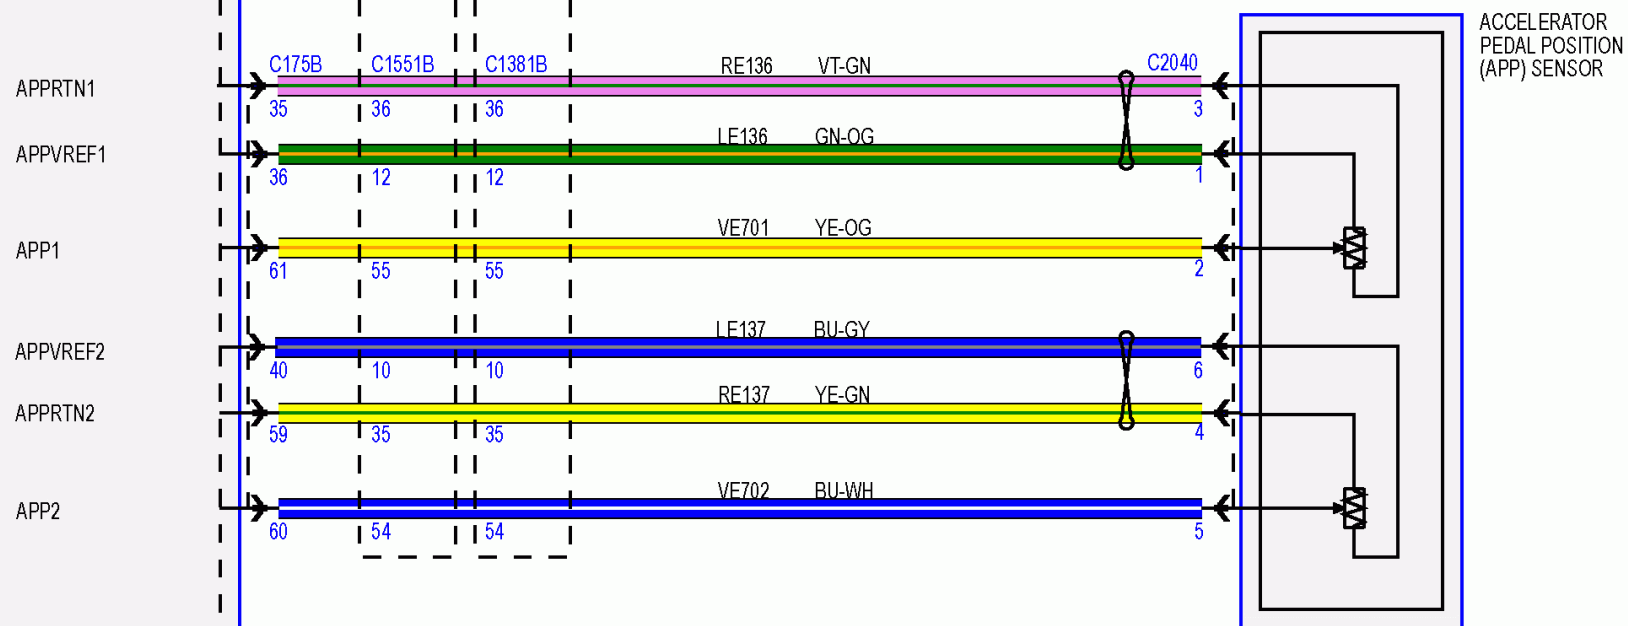 ACCELERATOR
PEDAL POSITION
(APP) SENSOR
C175B C1551B C1381B RE136 VT-GN C2040
APPRTN1
35 36 36 3
LE136 GN-OG
APPVREF1
36 12 12 1
VE701 YE-OG
APP1
61 55 55 2
LE137 BU-GY
APPVREF2
40 10 10 6
RE137 YE-GN
APPRTN2
59 35 35 4
VE702 BU-WH
APP2
60 54 54 5